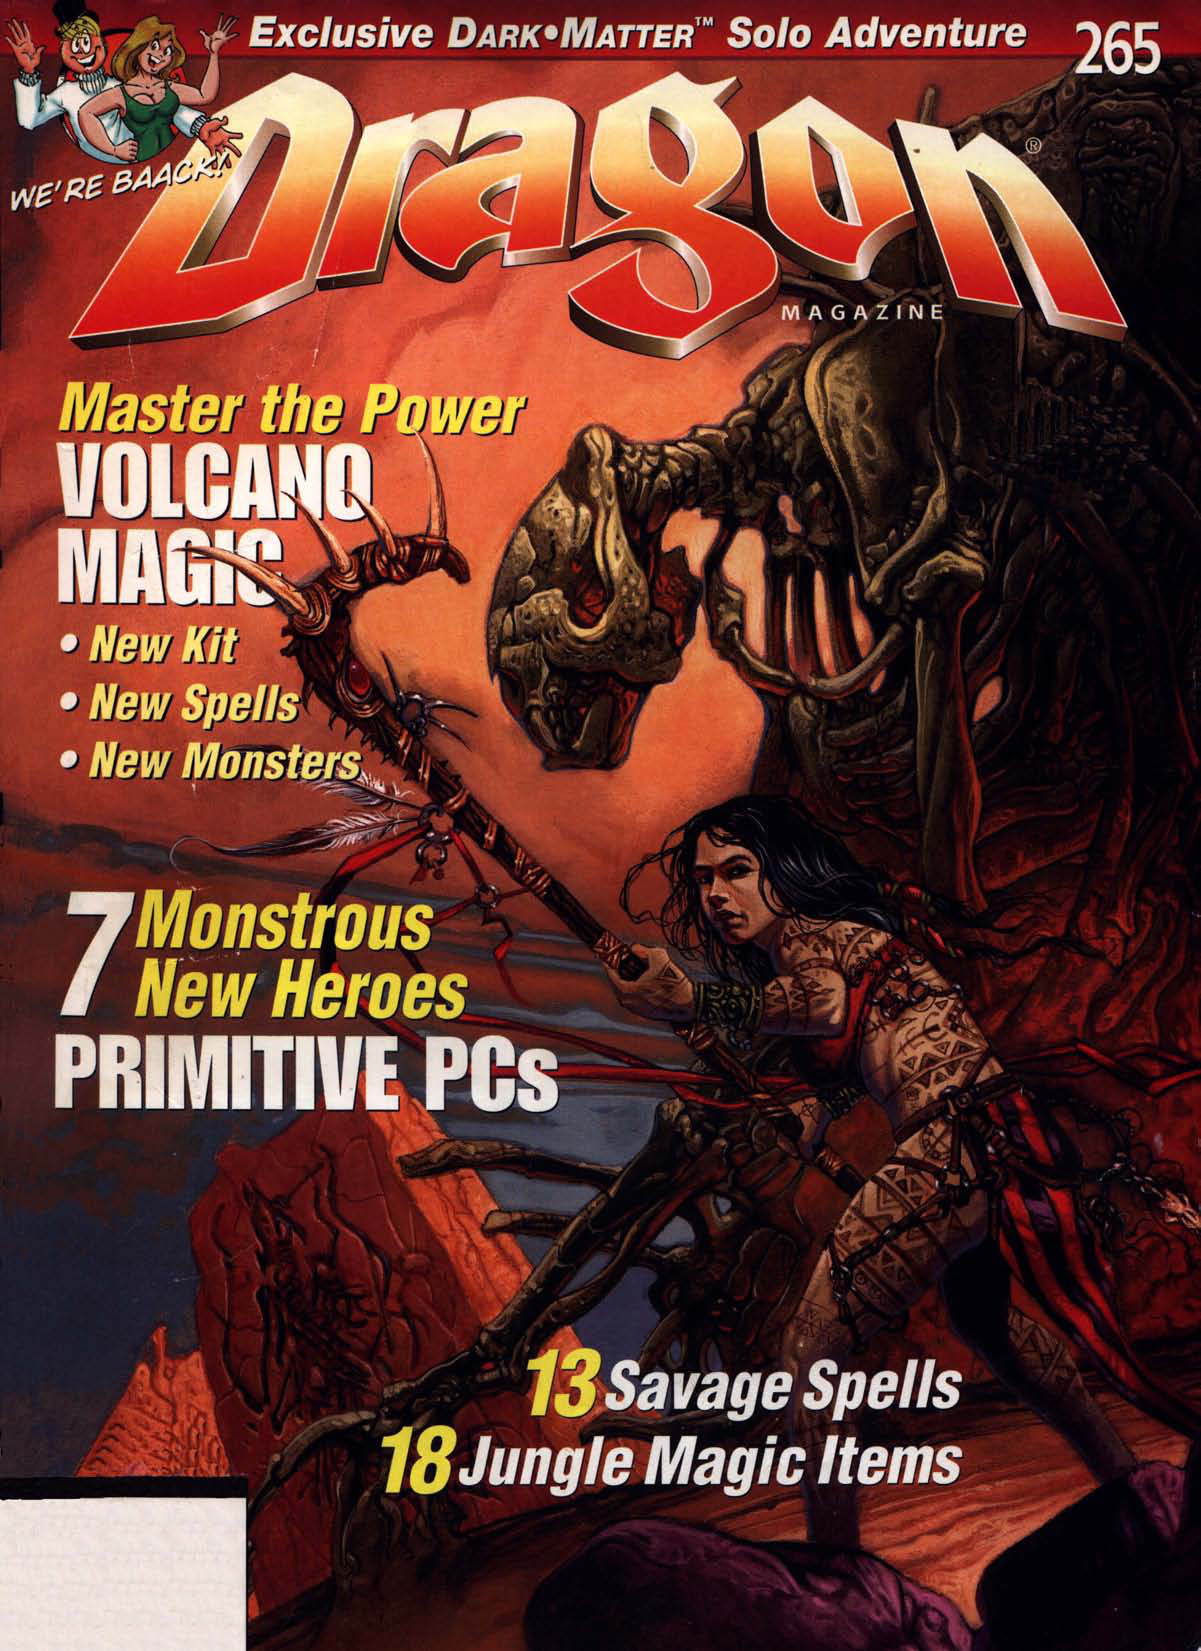 Exclusive DARK•MATTER™ Solo Adventure
265
WE'RE BAACK!
Dragon®
MAGAZINE
Master the Power
VOLCANO
MAGIC
• New Kit
• New Spells
• New Monsters
7 Monstrous
New Heroes
PRIMITIVE PCs
13 Savage Spells
18 Jungle Magic Items